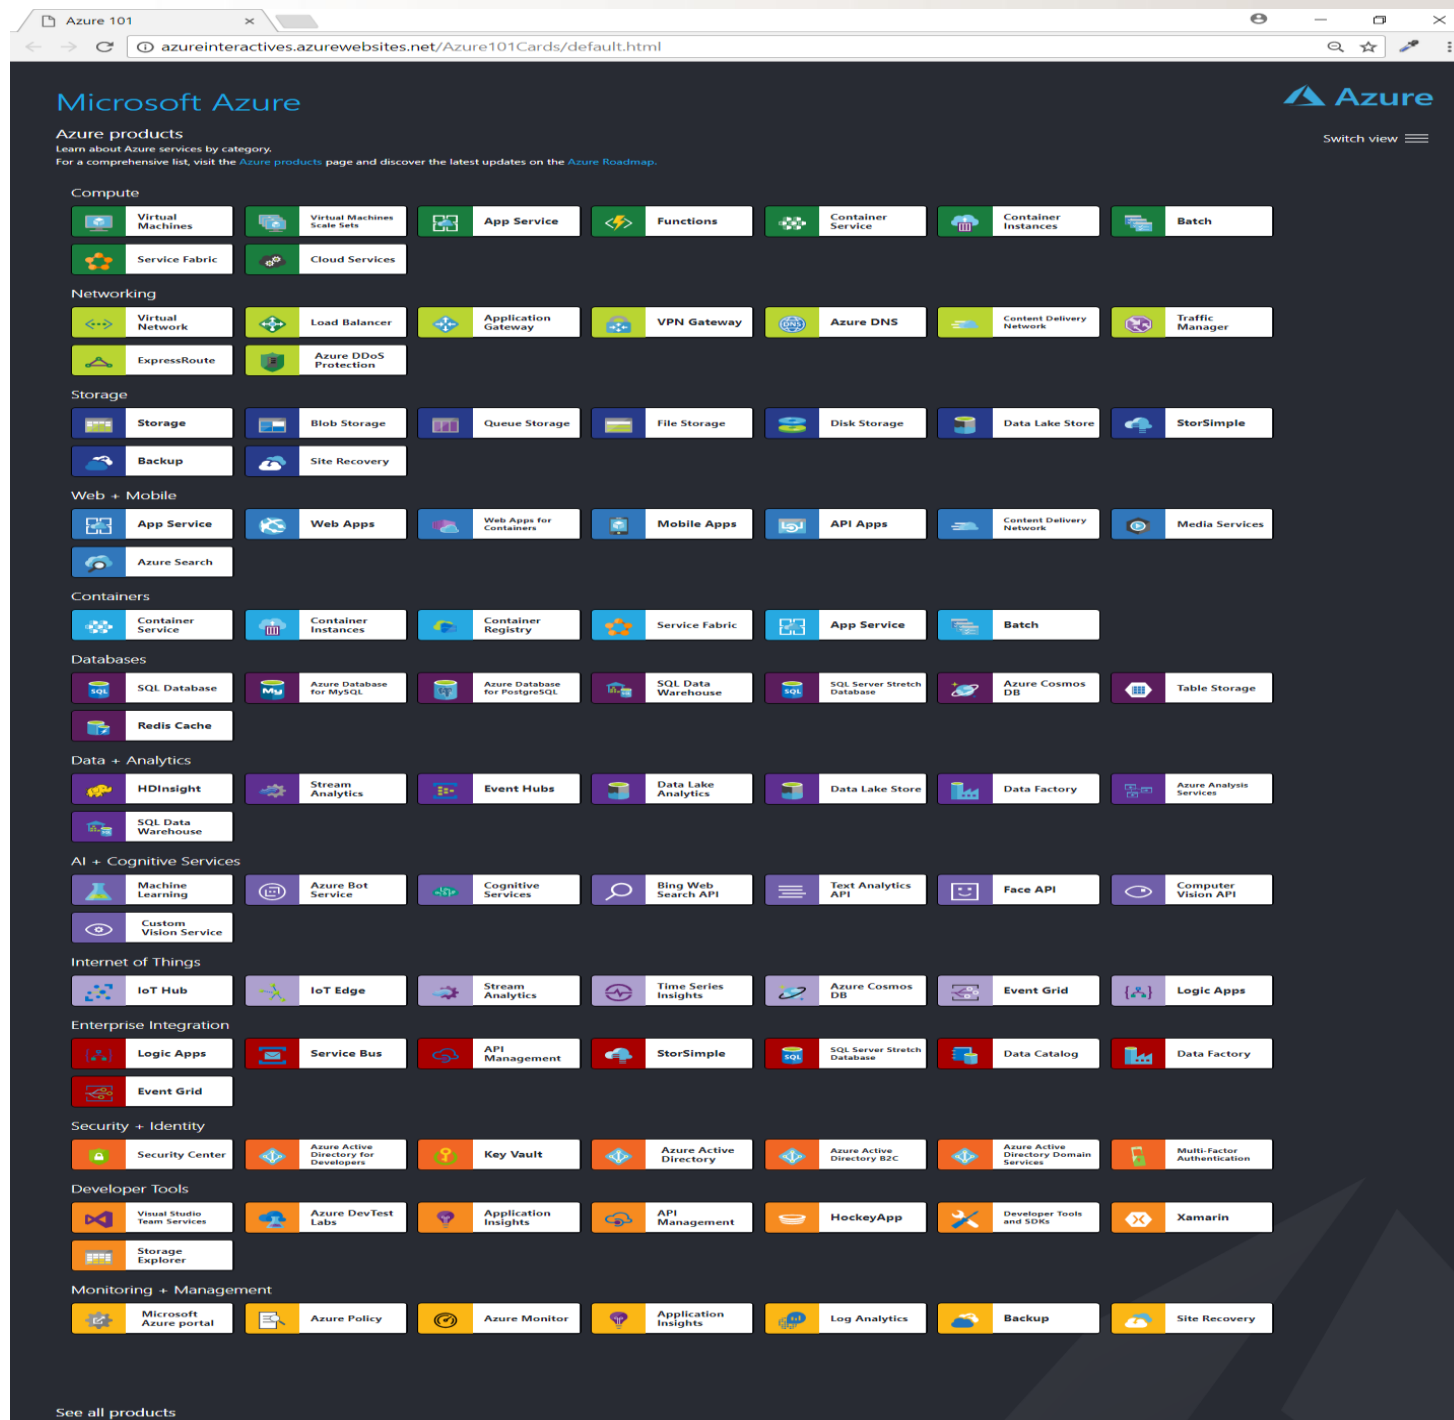 Azure 101
azureinteractives.azurewebsites.net/Azure101Cards/default.html
Microsoft Azure
Azure
Azure products
Learn about Azure services by category.
For a comprehensive list, visit the Azure products page and discover the latest updates on the Azure Roadmap.
Switch view
Compute
Virtual Machines
Virtual Machines Scale Sets
App Service
Functions
Container Service
Container Instances
Batch
Service Fabric
Cloud Services
Networking
Virtual Network
Load Balancer
Application Gateway
VPN Gateway
DNS
Azure DNS
Content Delivery Network
Traffic Manager
ExpressRoute
Azure DDoS Protection
Storage
Storage
Blob Storage
Queue Storage
File Storage
Disk Storage
Data Lake Store
StorSimple
Backup
Site Recovery
Web + Mobile
App Service
Web Apps
Web Apps for Containers
Mobile Apps
API Apps
Content Delivery Network
Media Services
Azure Search
Containers
Container Service
Container Instances
Container Registry
Service Fabric
App Service
Batch
Databases
SQL
SQL Database
My
Azure Database for MySQL
Azure Database for PostgreSQL
SQL Data Warehouse
SQL
SQL Server Stretch Database
Azure Cosmos DB
Table Storage
Redis Cache
Data + Analytics
HDInsight
Stream Analytics
Event Hubs
Data Lake Analytics
Data Lake Store
Data Factory
Azure Analysis Services
SQL Data Warehouse
AI + Cognitive Services
Machine Learning
Azure Bot Service
Cognitive Services
Bing Web Search API
Text Analytics API
Face API
Computer Vision API
Custom Vision Service
Internet of Things
IoT Hub
IoT Edge
Stream Analytics
Time Series Insights
Azure Cosmos DB
Event Grid
Logic Apps
Enterprise Integration
Logic Apps
Service Bus
API Management
StorSimple
SQL
SQL Server Stretch Database
Data Catalog
Data Factory
Event Grid
Security + Identity
Security Center
Azure Active Directory for Developers
Key Vault
Azure Active Directory
Azure Active Directory B2C
Azure Active Directory Domain Services
Multi-Factor Authentication
Developer Tools
Visual Studio Team Services
Azure DevTest Labs
Application Insights
API Management
HockeyApp
Developer Tools and SDKs
Xamarin
Storage Explorer
Monitoring + Management
Microsoft Azure portal
Azure Policy
Azure Monitor
Application Insights
Log Analytics
Backup
Site Recovery
See all products